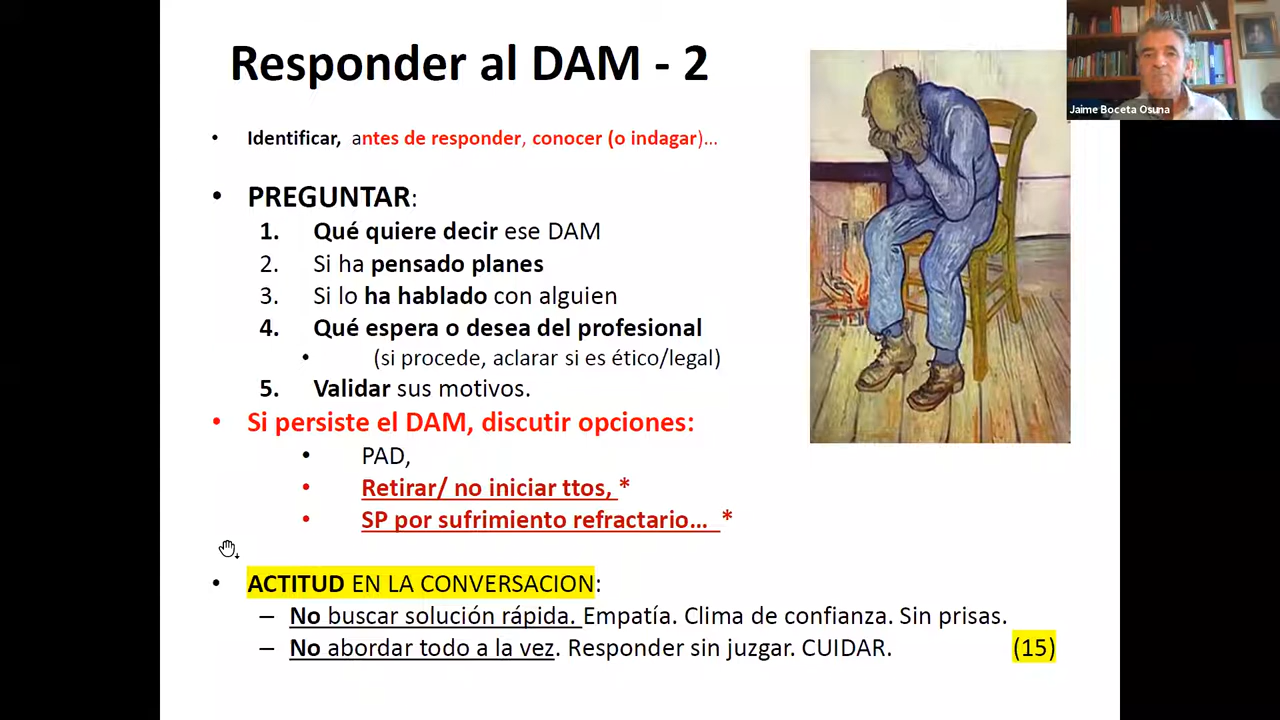 Responder al DAM - 2
Jaime Boceta Osuna
• Identificar, antes de responder, conocer (o indagar)...
• PREGUNTAR:
1. Qué quiere decir ese DAM
2. Si ha pensado planes
3. Si lo ha hablado con alguien
4. Qué espera o desea del profesional
• (si procede, aclarar si es ético/legal)
5. Validar sus motivos.
• Si persiste el DAM, discutir opciones:
• PAD,
• Retirar/ no iniciar ttos, *
• SP por sufrimiento refractario... *
• ACTITUD EN LA CONVERSACION:
– No buscar solución rápida. Empatía. Clima de confianza. Sin prisas.
– No abordar todo a la vez. Responder sin juzgar. CUIDAR. (15)